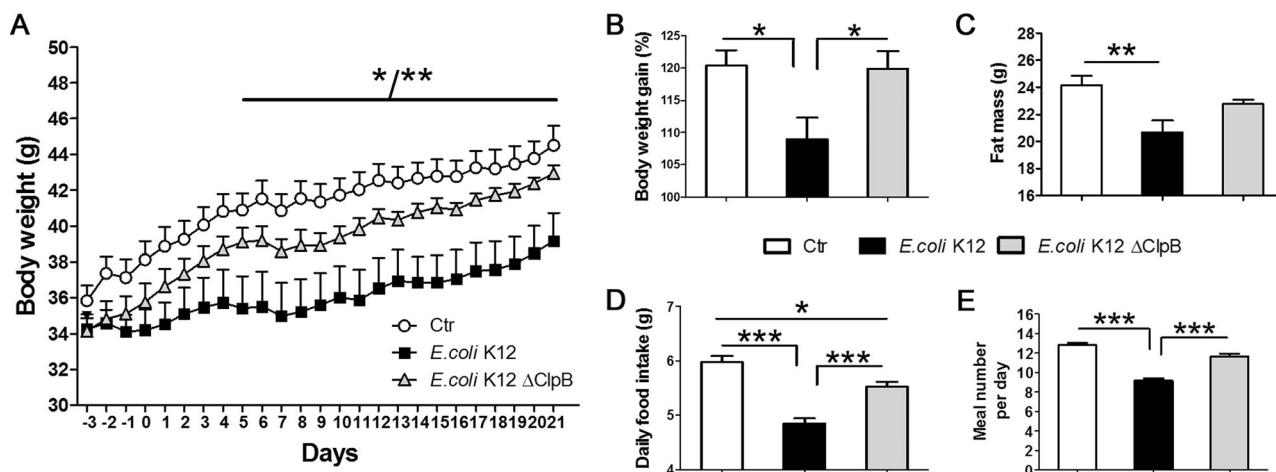 A
Body weight (g)
50
48
46
44
42
40
38
36
34
32
30
*/**
Ctr
E.coli K12
E.coli K12 ΔClpB
-3 -2 -1 0 1 2 3 4 5 6 7 8 9 10 11 12 13 14 15 16 17 18 19 20 21
Days
B
Body weight gain (%)
125
120
115
110
105
100
* *
C
Fat mass (g)
28
26
24
22
20
18
16
**
Ctr E.coli K12 E.coli K12 ΔClpB
D
Daily food intake (g)
7
6
5
4
*
*** ***
E
Meal number
per day
16
14
12
10
8
6
4
2
0
*** ***